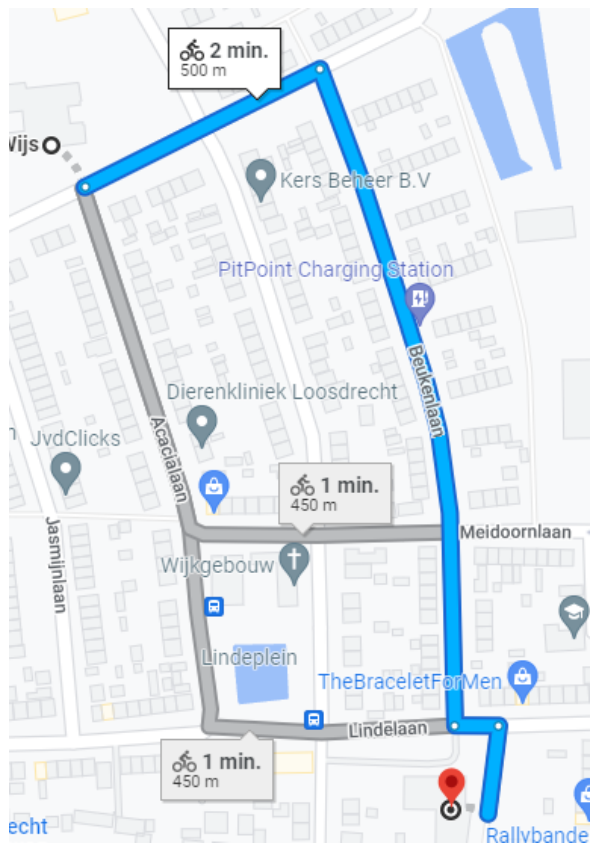 2 min.
500 m
Wijs
Kers Beheer B.V
PitPoint Charging Station
Beukenlaan
Dierenkliniek Loosdrecht
Acacialaan
JvdClicks
1 min.
450 m
Meidoornlaan
Jasmijnlaan
Wijkgebouw
Lindeplein
TheBraceletForMen
Lindelaan
1 min.
450 m
echt
Rallybande